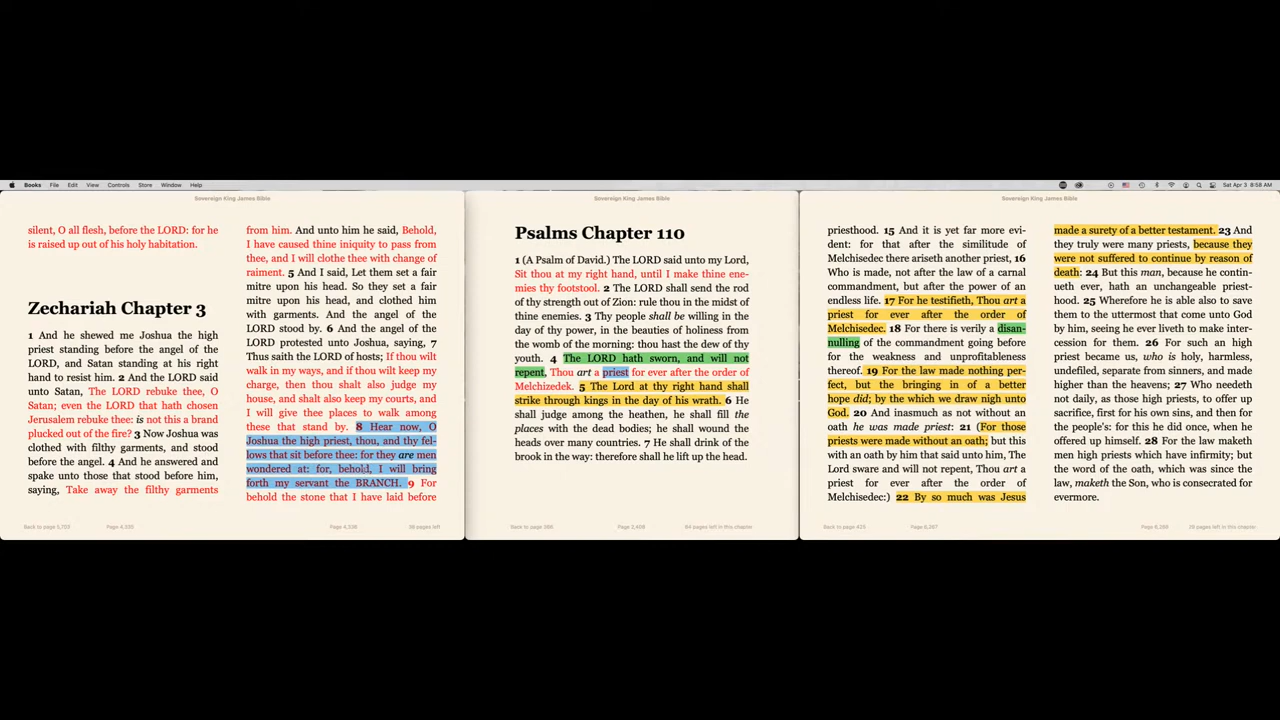 Books File Edit View Controls Store Window Help
Sat Apr 3 8:58 AM
Sovereign King James Bible
silent, O all flesh, before the LORD: for he
is raised up out of his holy habitation.
Zechariah Chapter 3
1 And he shewed me Joshua the high
priest standing before the angel of the
LORD, and Satan standing at his right
hand to resist him. 2 And the LORD said
unto Satan, The LORD rebuke thee, O
Satan; even the LORD that hath chosen
Jerusalem rebuke thee: is not this a brand
plucked out of the fire? 3 Now Joshua was
clothed with filthy garments, and stood
before the angel. 4 And he answered and
spake unto those that stood before him,
saying, Take away the filthy garments
from him. And unto him he said, Behold,
I have caused thine iniquity to pass from
thee, and I will clothe thee with change of
raiment. 5 And I said, Let them set a fair
mitre upon his head. So they set a fair
mitre upon his head, and clothed him
with garments. And the angel of the
LORD stood by. 6 And the angel of the
LORD protested unto Joshua, saying, 7
Thus saith the LORD of hosts; If thou wilt
walk in my ways, and if thou wilt keep my
charge, then thou shalt also judge my
house, and shalt also keep my courts, and
I will give thee places to walk among
these that stand by. 8 Hear now, O
Joshua the high priest, thou, and thy fel-
lows that sit before thee: for they are men
wondered at: for, behold, I will bring
forth my servant the BRANCH. 9 For
behold the stone that I have laid before
Sovereign King James Bible
Psalms Chapter 110
1 (A Psalm of David.) The LORD said unto my Lord,
Sit thou at my right hand, until I make thine ene-
mies thy footstool. 2 The LORD shall send the rod
of thy strength out of Zion: rule thou in the midst of
thine enemies. 3 Thy people shall be willing in the
day of thy power, in the beauties of holiness from
the womb of the morning: thou hast the dew of thy
youth. 4 The LORD hath sworn, and will not
repent, Thou art a priest for ever after the order of
Melchizedek. 5 The Lord at thy right hand shall
strike through kings in the day of his wrath. 6 He
shall judge among the heathen, he shall fill the
places with the dead bodies; he shall wound the
heads over many countries. 7 He shall drink of the
brook in the way: therefore shall he lift up the head.
Sovereign King James Bible
priesthood. 15 And it is yet far more evi-
dent: for that after the similitude of
Melchisedec there ariseth another priest, 16
Who is made, not after the law of a carnal
commandment, but after the power of an
endless life. 17 For he testifieth, Thou art a
priest for ever after the order of
Melchisedec. 18 For there is verily a disan-
nulling of the commandment going before
for the weakness and unprofitableness
thereof. 19 For the law made nothing per-
fect, but the bringing in of a better
hope did; by the which we draw nigh unto
God. 20 And inasmuch as not without an
oath he was made priest: 21 (For those
priests were made without an oath; but this
with an oath by him that said unto him, The
Lord sware and will not repent, Thou art a
priest for ever after the order of
Melchisedec:) 22 By so much was Jesus
made a surety of a better testament. 23 And
they truly were many priests, because they
were not suffered to continue by reason of
death: 24 But this man, because he contin-
ueth ever, hath an unchangeable priest-
hood. 25 Wherefore he is able also to save
them to the uttermost that come unto God
by him, seeing he ever liveth to make inter-
cession for them. 26 For such an high
priest became us, who is holy, harmless,
undefiled, separate from sinners, and made
higher than the heavens; 27 Who needeth
not daily, as those high priests, to offer up
sacrifice, first for his own sins, and then for
the people's: for this he did once, when he
offered up himself. 28 For the law maketh
men high priests which have infirmity; but
the word of the oath, which was since the
law, maketh the Son, who is consecrated for
evermore.